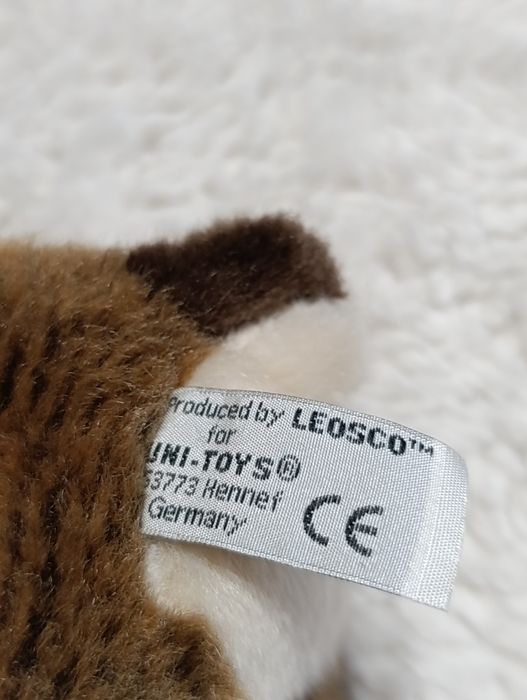 Produced by LEOSCO™
for
UNI-TOYS®
53773 Hennef
Germany
CE